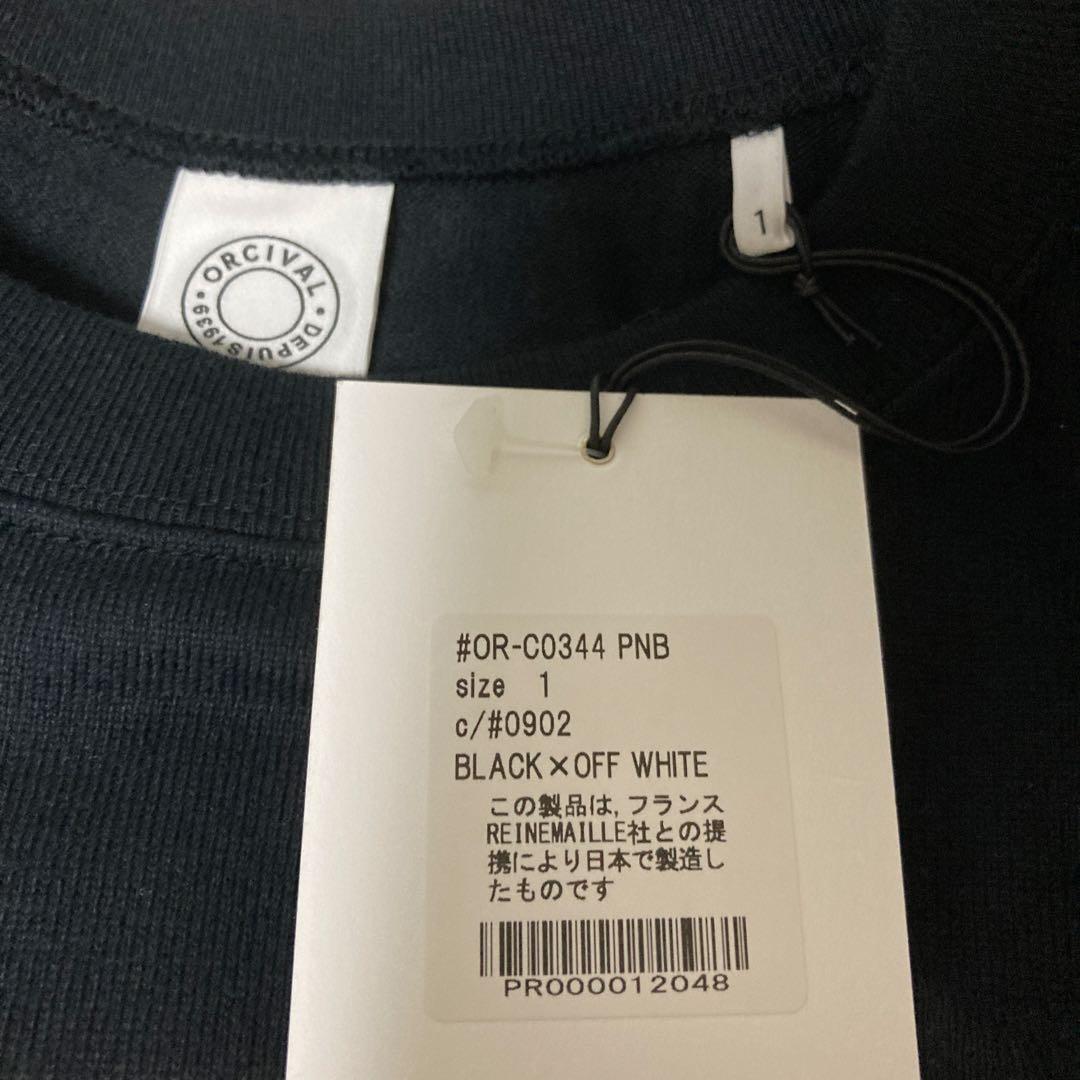 ORCIVAL
DEPUIS 1939
1
#OR-C0344 PNB
size 1
c/#0902
BLACK×OFF WHITE
この製品は,フランス
REINEMAILLE社との提
携により日本で製造し
たものです
PR000012048